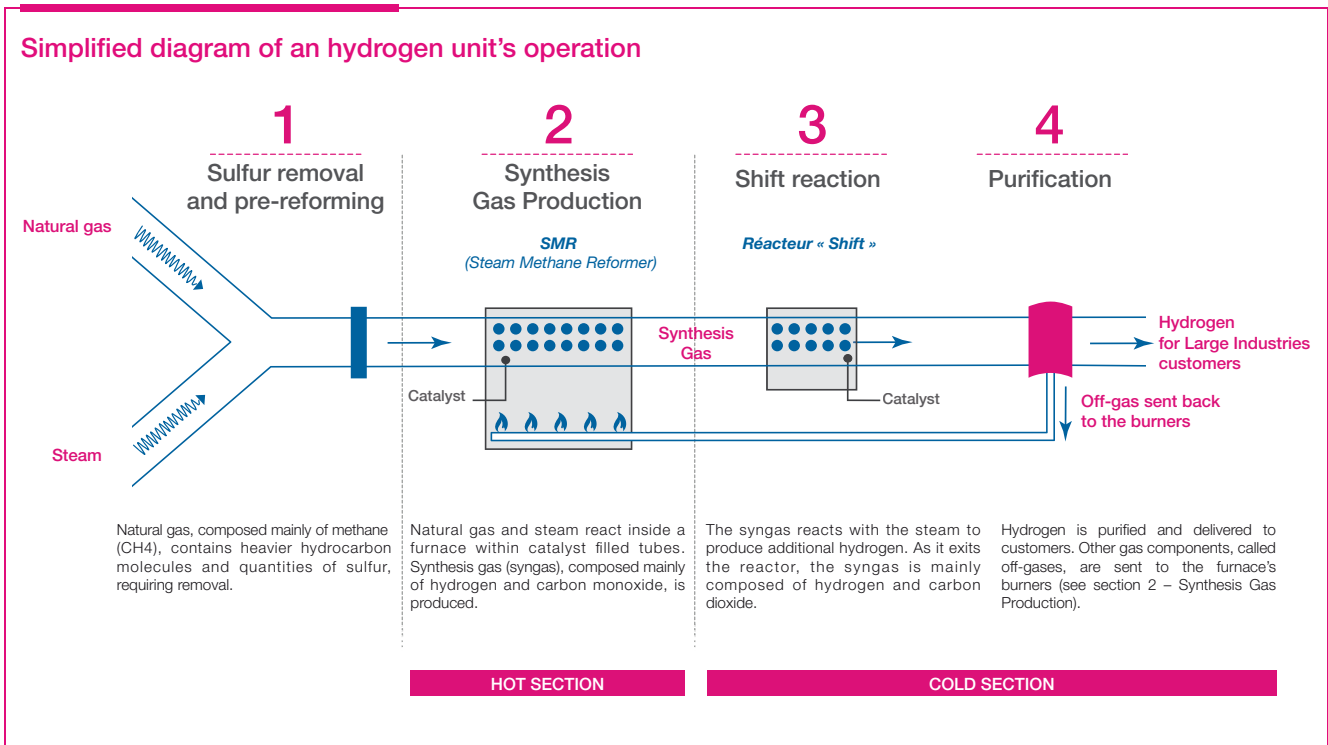 Simplified diagram of an hydrogen unit's operation
1
Sulfur removal
and pre-reforming
2
Synthesis
Gas Production
3
Shift reaction
4
Purification
SMR
(Steam Methane Reformer)
Réacteur « Shift »
Natural gas
Steam
Catalyst
Synthesis
Gas
Catalyst
Hydrogen
for Large Industries
customers
Off-gas sent back
to the burners
Natural gas, composed mainly of methane
(CH4), contains heavier hydrocarbon
molecules and quantities of sulfur,
requiring removal.
Natural gas and steam react inside a
furnace within catalyst filled tubes.
Synthesis gas (syngas), composed mainly
of hydrogen and carbon monoxide, is
produced.
The syngas reacts with the steam to
produce additional hydrogen. As it exits
the reactor, the syngas is mainly
composed of hydrogen and carbon
dioxide.
Hydrogen is purified and delivered to
customers. Other gas components, called
off-gases, are sent to the furnace's
burners (see section 2 – Synthesis Gas
Production).
HOT SECTION
COLD SECTION